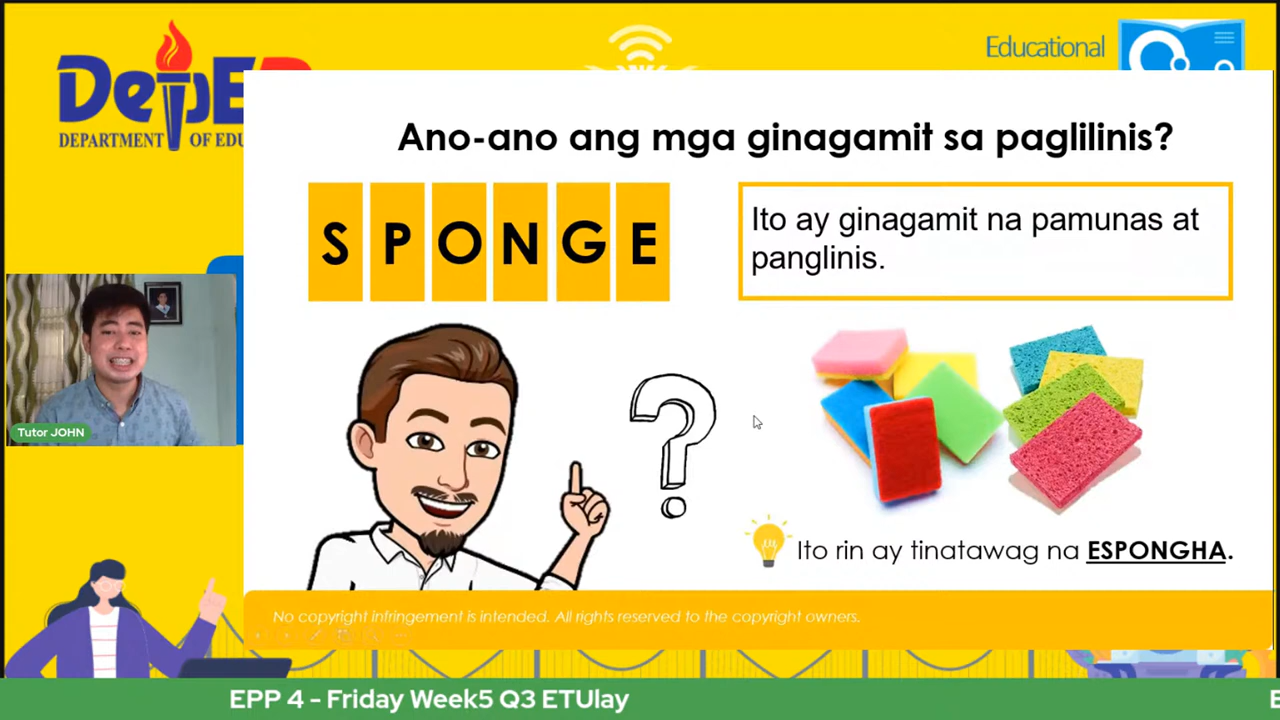 DepED
DEPARTMENT OF EDU
Educational
Ano-ano ang mga ginagamit sa paglilinis?
SPONGE
Ito ay ginagamit na pamunas at
panglinis.
Tutor JOHN
Ito rin ay tinatawag na ESPONGHA.
No copyright infringement is intended. All rights reserved to the copyright owners.
EPP 4 - Friday Week5 Q3 ETUlay